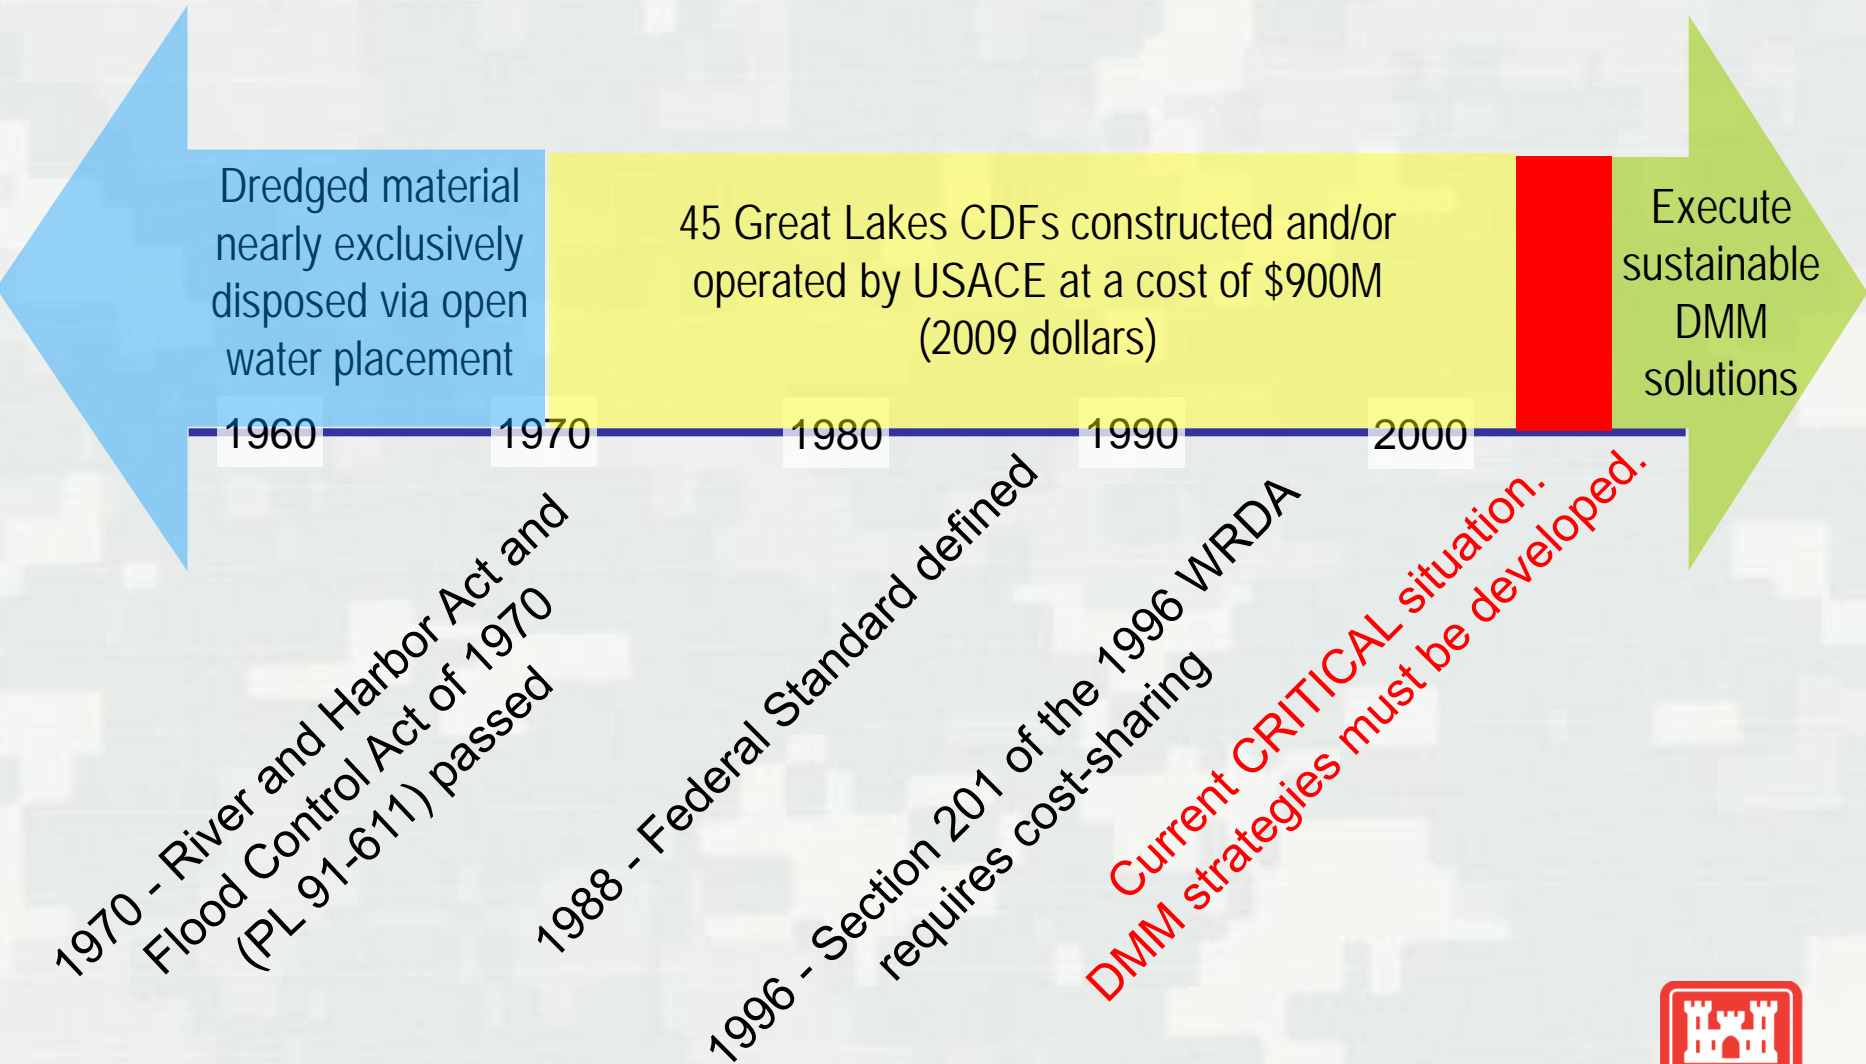 Dredged material
nearly exclusively
disposed via open
water placement
45 Great Lakes CDFs constructed and/or
operated by USACE at a cost of $900M
(2009 dollars)
Execute
sustainable
DMM
solutions
1960
1970
1980
1990
2000
1970 - River and Harbor Act and
Flood Control Act of 1970
(PL 91-611) passed
1988 - Federal Standard defined
1996 - Section 201 of the 1996 WRDA
requires cost-sharing
Current CRITICAL situation.
DMM strategies must be developed.